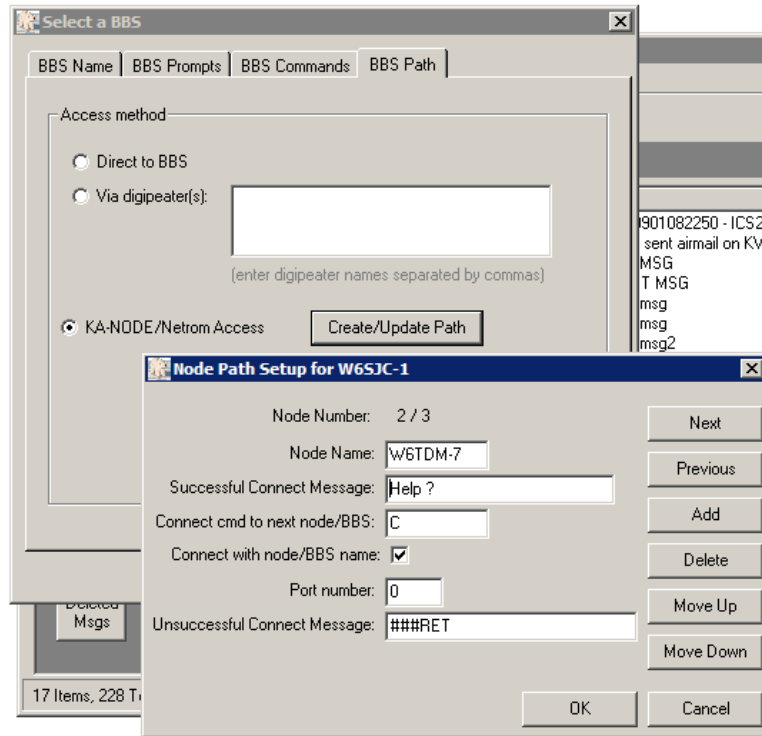 Select a BBS
BBS Name
BBS Prompts
BBS Commands
BBS Path
Access method
Direct to BBS
Via digipeater(s):
(enter digipeater names separated by commas)
KA-NODE/Netrom Access
Create/Update Path
0901082250 - ICS2
sent airmail on KV
MSG
T MSG
msg
msg
msg2
Node Path Setup for W6SJC-1
Node Number: 2 / 3
Node Name: W6TDM-7
Successful Connect Message: Help ?
Connect cmd to next node/BBS: C
Connect with node/BBS name:
Port number: 0
Unsuccessful Connect Message: ###RET
Next
Previous
Add
Delete
Move Up
Move Down
OK
Cancel
Deleted
Msgs
17 Items, 228 T